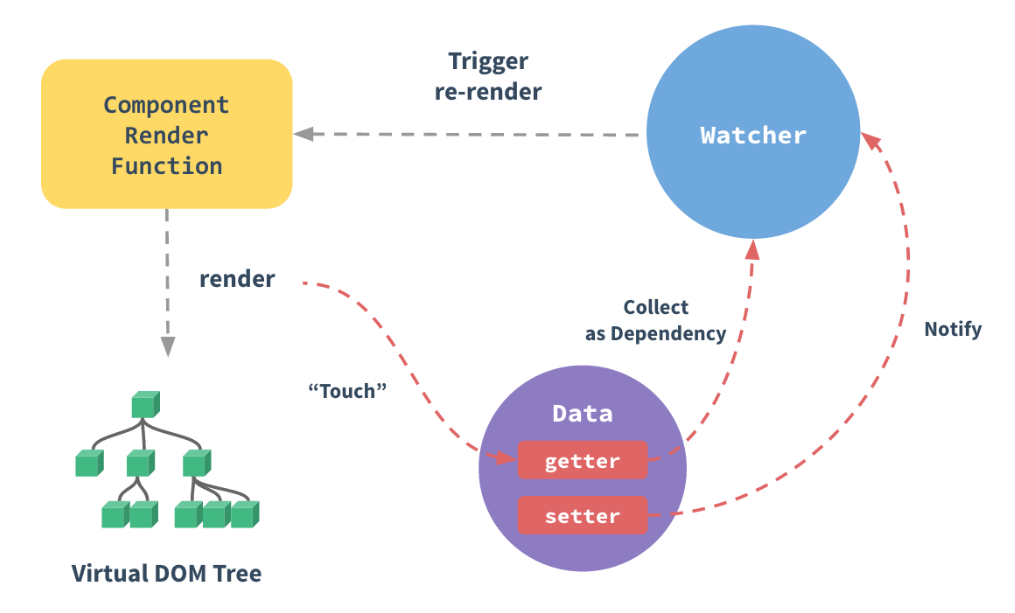 Trigger
re-render
Component
Render
Function
Watcher
render
Collect
as Dependency
Notify
“Touch”
Data
getter
setter
Virtual DOM Tree